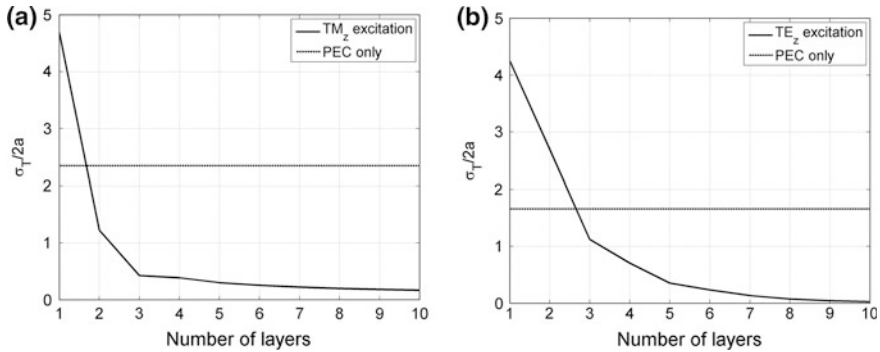 (a)
5
4
3
2
1
0
σT/2a
TMz excitation
PEC only
1 2 3 4 5 6 7 8 9 10
Number of layers
(b)
5
4
3
2
1
0
σT/2a
TEz excitation
PEC only
1 2 3 4 5 6 7 8 9 10
Number of layers